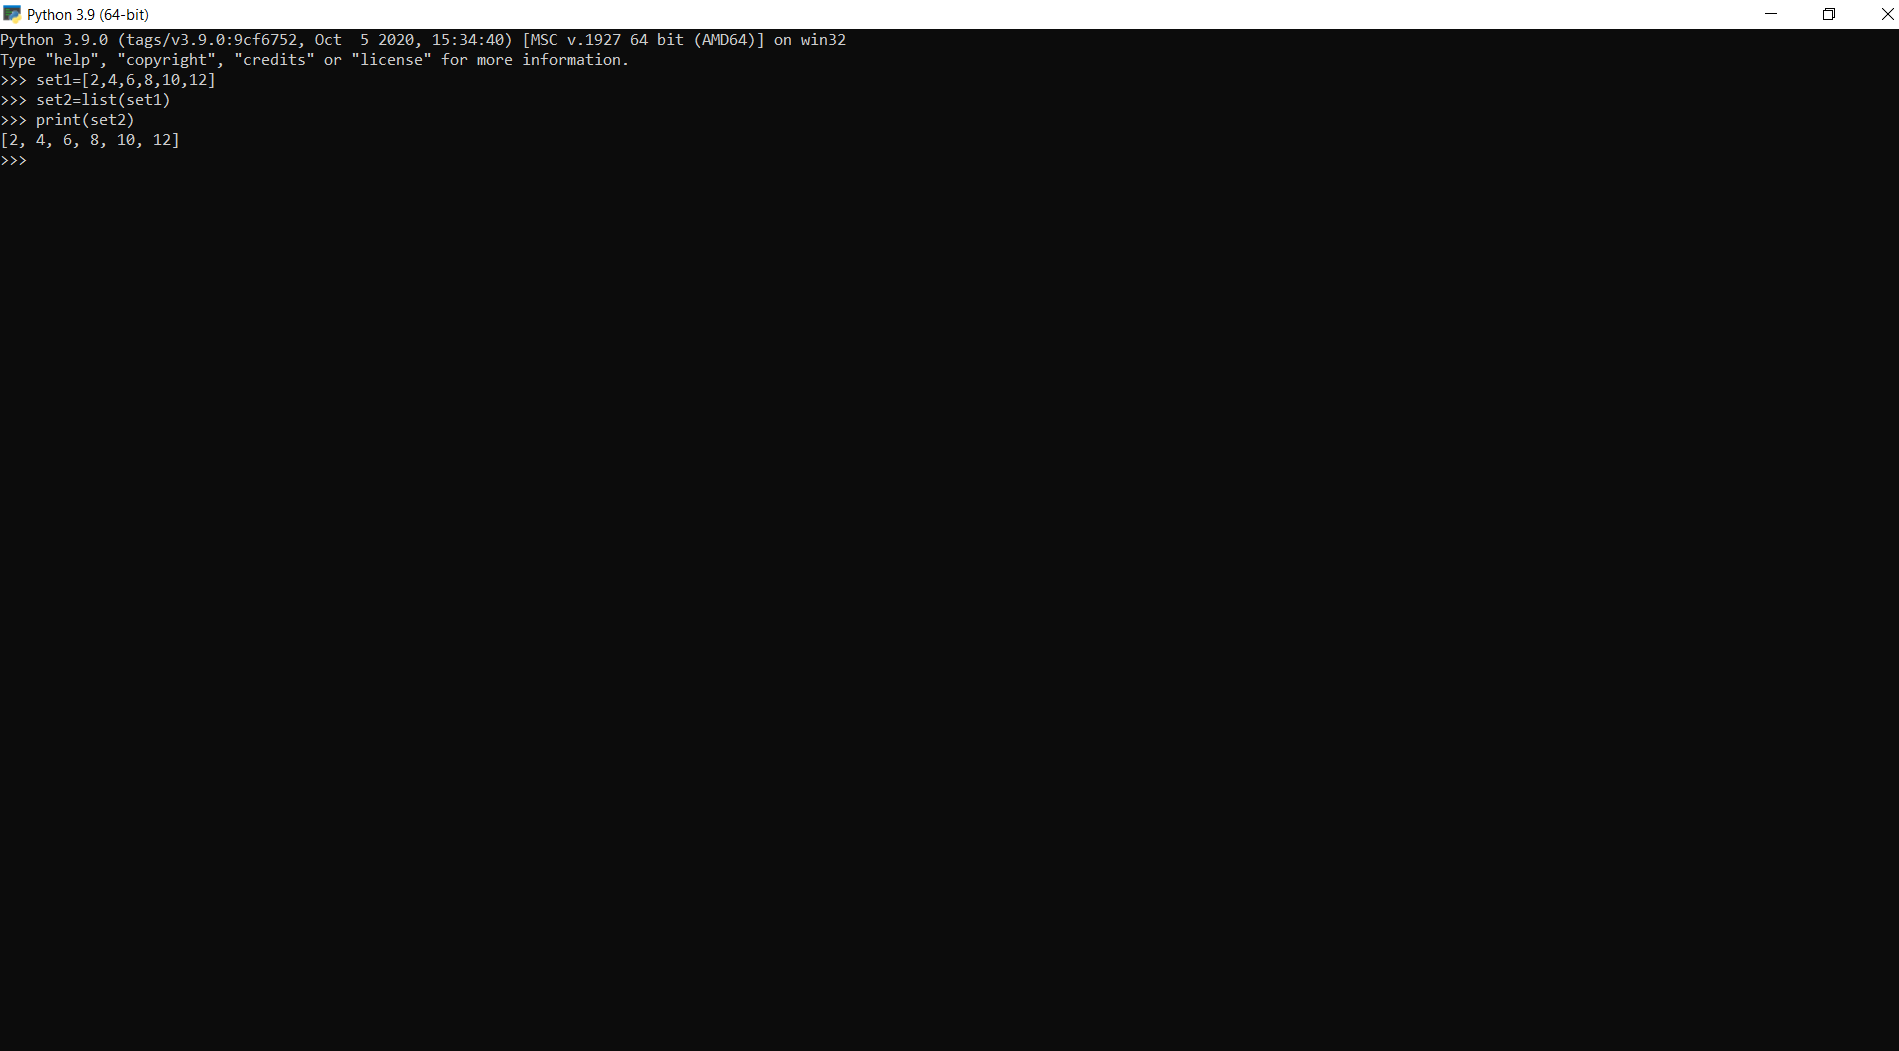 Python 3.9 (64-bit)
Python 3.9.0 (tags/v3.9.0:9cf6752, Oct  5 2020, 15:34:40) [MSC v.1927 64 bit (AMD64)] on win32
Type "help", "copyright", "credits" or "license" for more information.
>>> set1=[2,4,6,8,10,12]
>>> set2=list(set1)
>>> print(set2)
[2, 4, 6, 8, 10, 12]
>>>